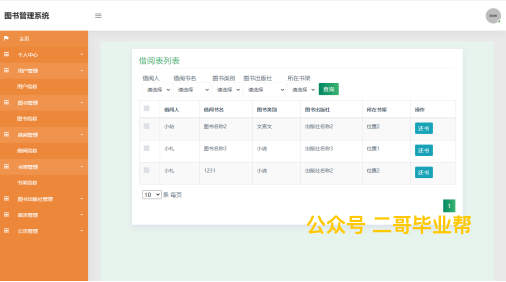 图书管理系统
主页
个人中心
用户管理
用户信息
图书管理
图书信息
借阅管理
借阅信息
书架管理
书架信息
图书出版社管理
公告管理
借阅表列表
借阅人 借阅书名 图书类别 图书出版社 所在书架
请选择 请选择 请选择 请选择 请选择 查询
借阅人 借阅书名 图书类别 图书出版社 所在书架 操作
小站 图书名称2 文言文 出版社名称2 位置2 还书
小礼 图书名称3 小说 出版社名称3 位置1 还书
小礼 1231 小说 出版社名称2 位置2 还书
10 条 每页
1
公众号 二哥毕业帮